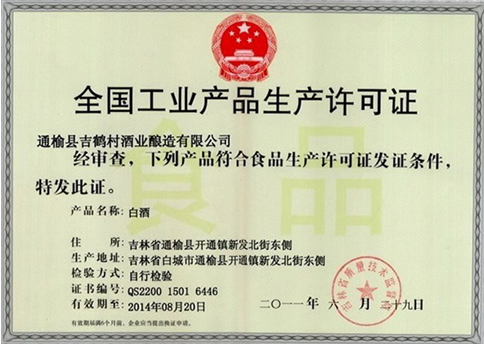 全国工业产品生产许可证
通榆县吉鹤村酒业酿造有限公司
经审查，下列产品符合食品生产许可证发证条件，
特发此证。
食品
产品名称: 白酒
住 所: 吉林省通榆县开通镇新发北街东侧
生产地址: 吉林省白城市通榆县开通镇新发北街东侧
检验方式: 自行检验
证书编号: QS2200 1501 6446
有效期至: 2014年08月20日
有效期届满6个月前，企业应当提出换证申请。
吉林省质量技术监督局
二〇一一年 六 月 二十九日